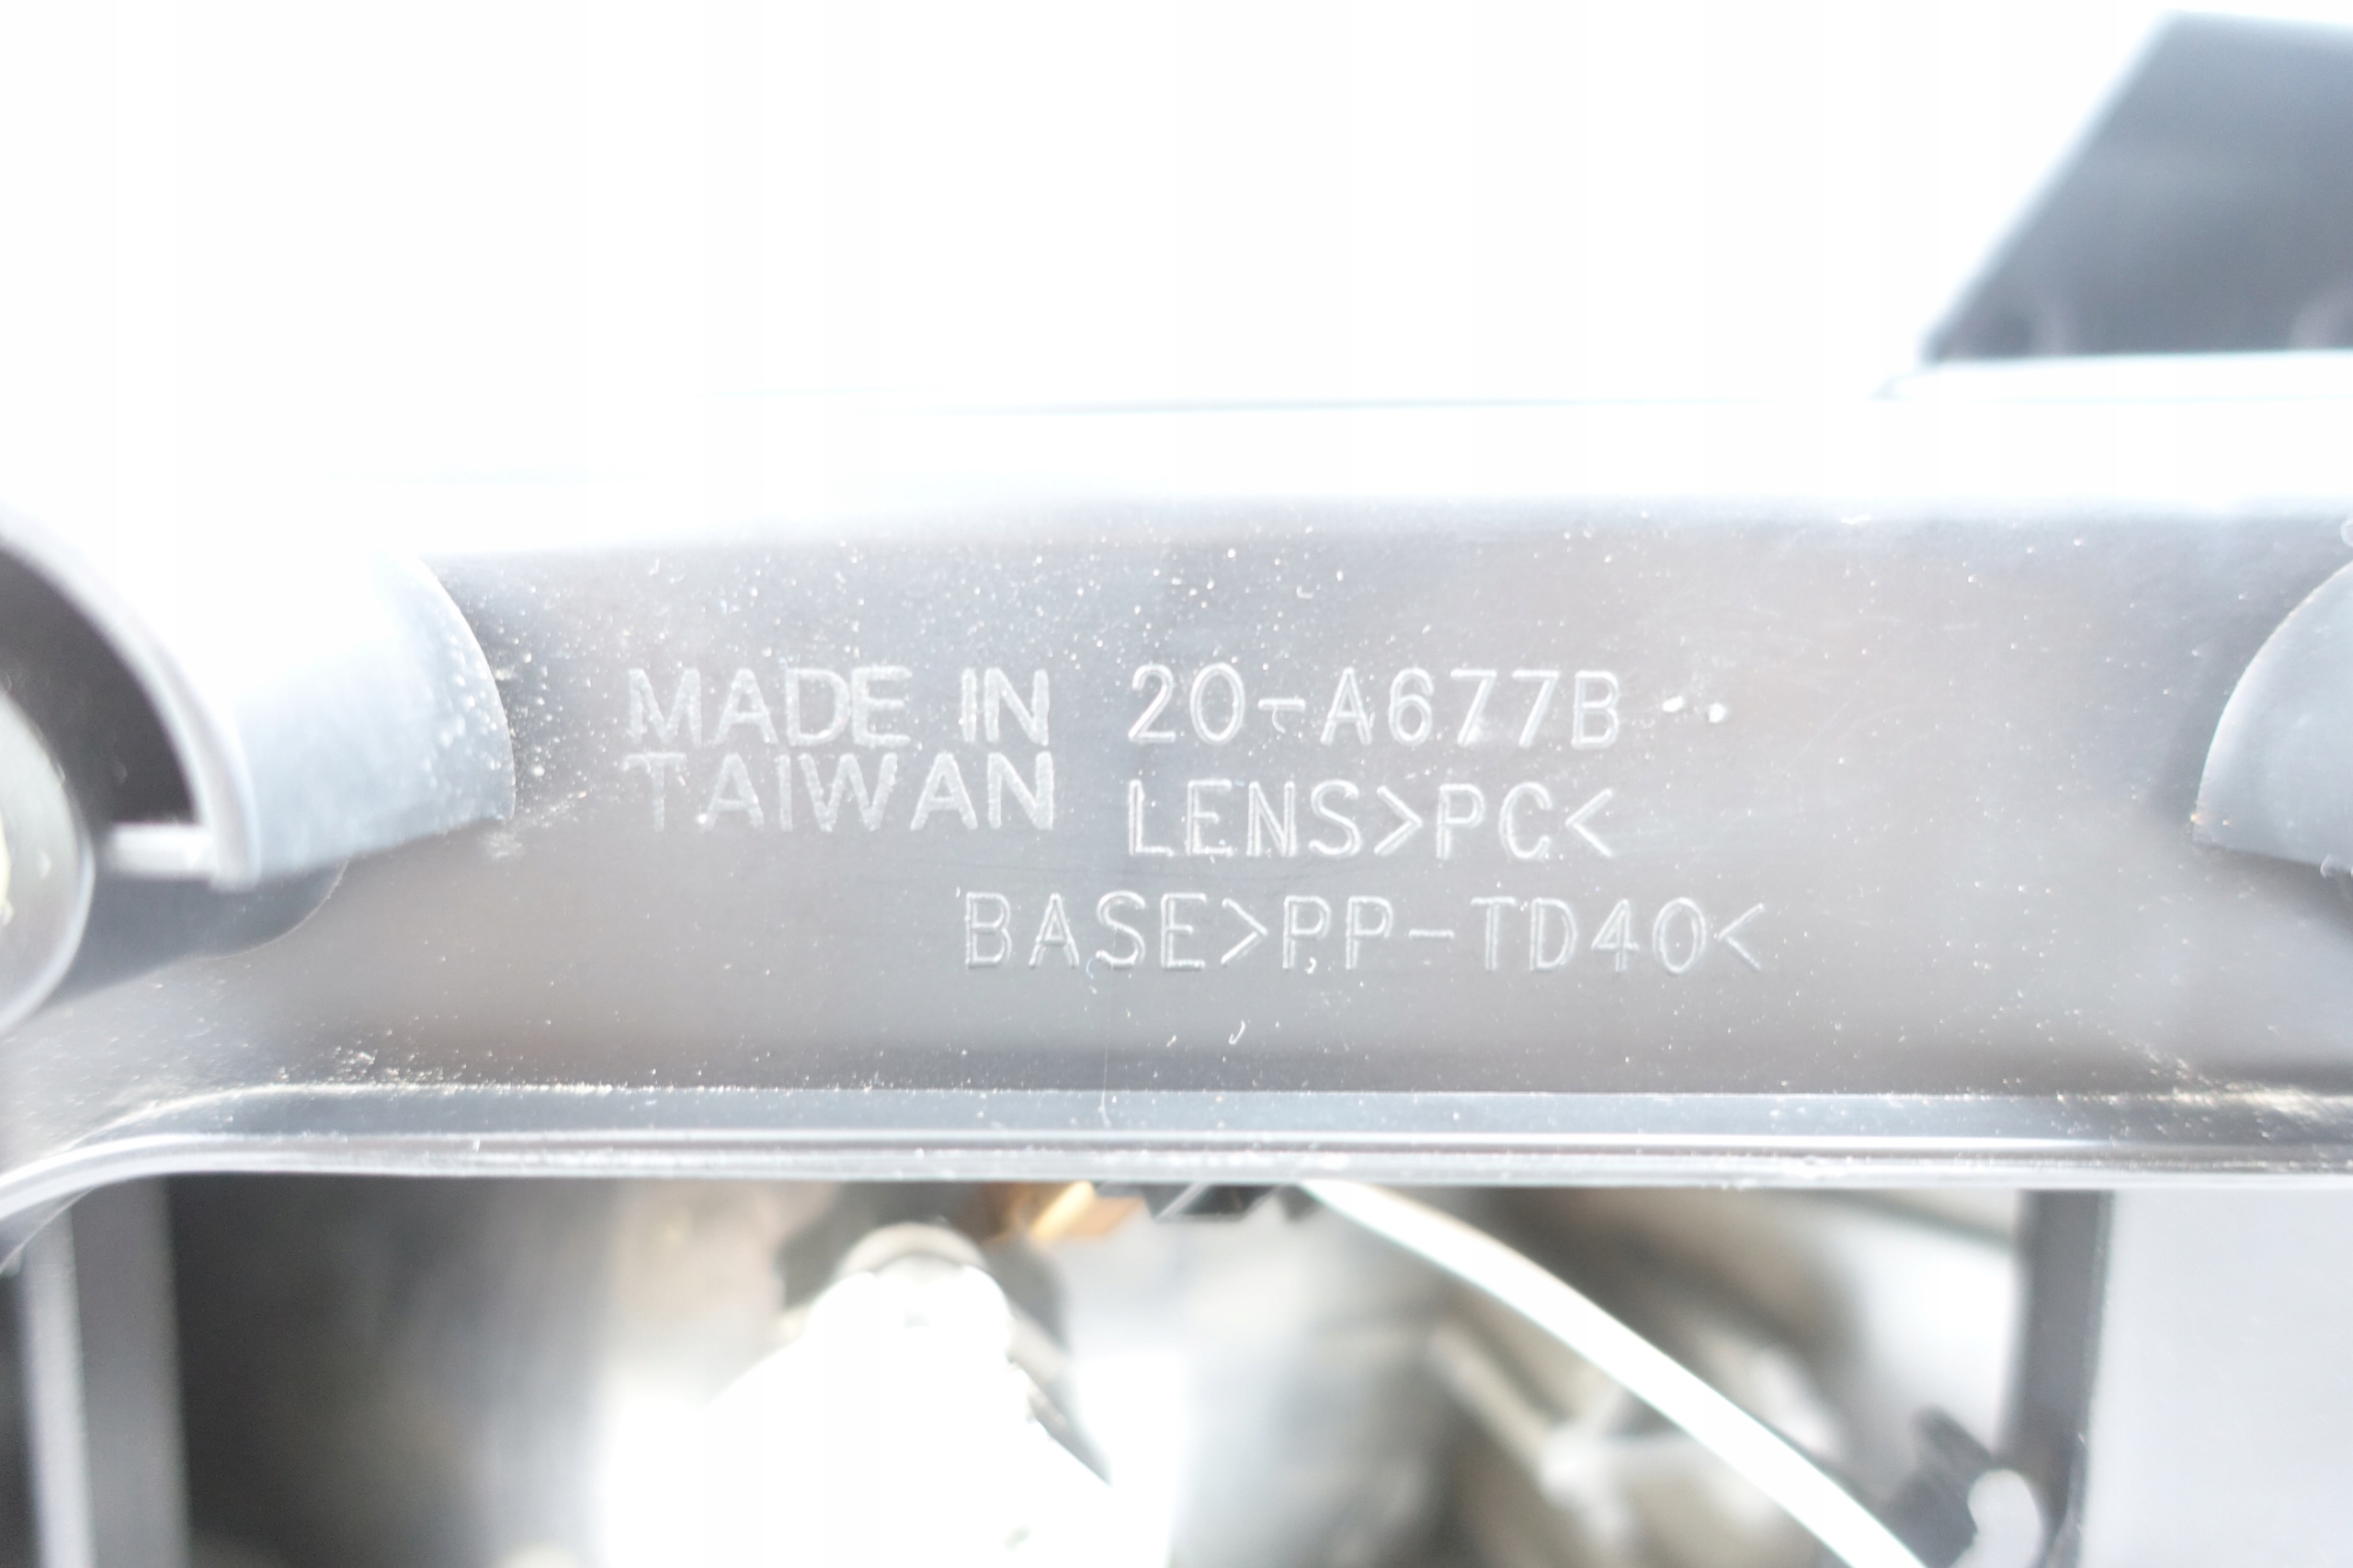 MADE IN 20-A677B
TAIWAN LENS>PC<
BASE>PP-TD40<